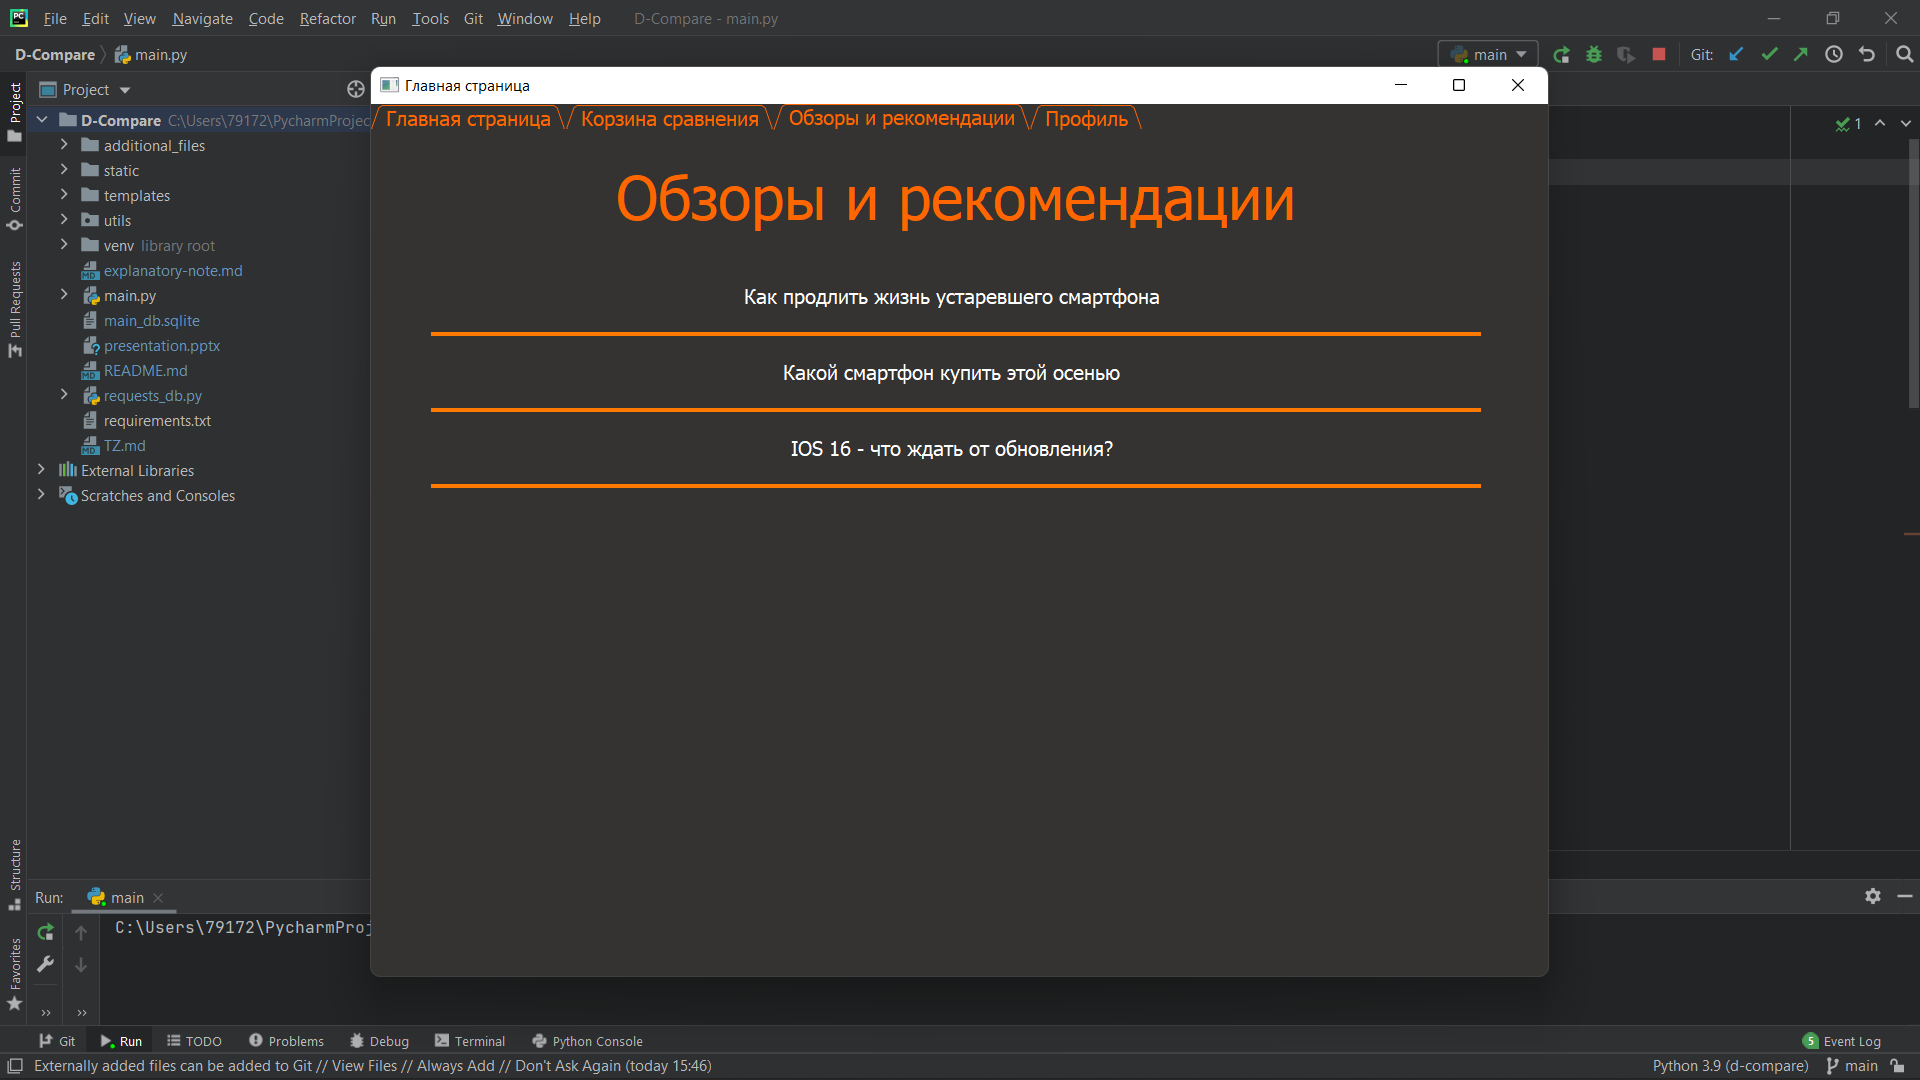 File Edit View Navigate Code Refactor Run Tools Git Window Help D-Compare - main.py
D-Compare main.py
main Git:
Project
Главная страница
1
D-Compare C:\Users\79172\PycharmProjec
Главная страница Корзина сравнения Обзоры и рекомендации Профиль
additional_files
static
templates
utils
venv library root
explanatory-note.md
main.py
main_db.sqlite
presentation.pptx
README.md
requests_db.py
requirements.txt
TZ.md
External Libraries
Scratches and Consoles
Обзоры и рекомендации
Как продлить жизнь устаревшего смартфона
Какой смартфон купить этой осенью
IOS 16 - что ждать от обновления?
Project
Commit
Pull Requests
Structure
Favorites
Run: main
C:\Users\79172\PycharmProj
Git Run TODO Problems Debug Terminal Python Console 5 Event Log
Externally added files can be added to Git // View Files // Always Add // Don't Ask Again (today 15:46) Python 3.9 (d-compare) main